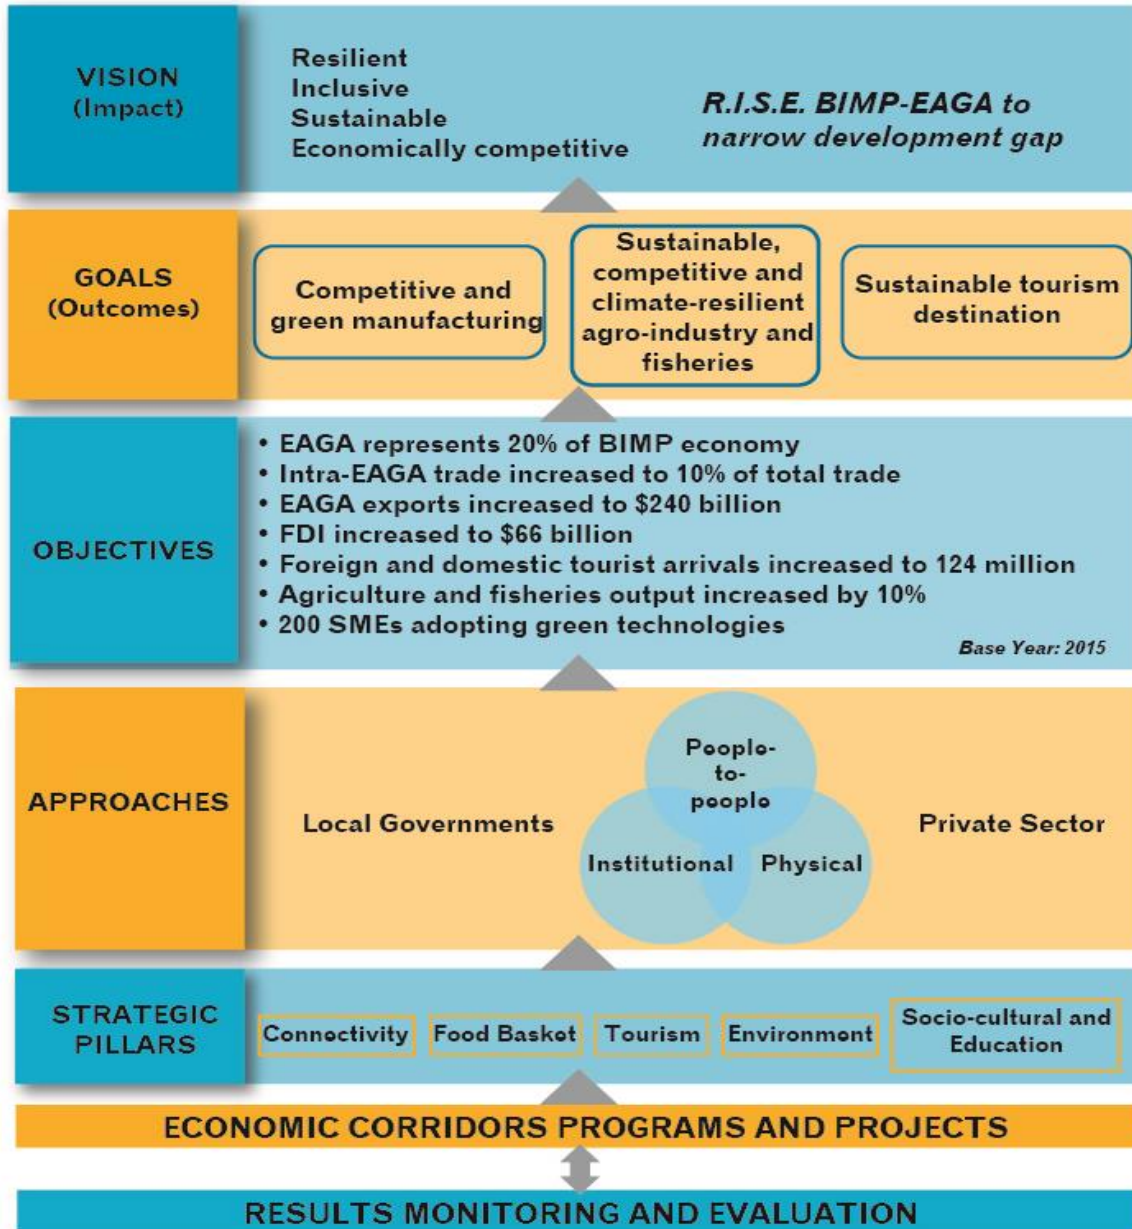 VISION
(Impact)
Resilient
Inclusive
Sustainable
Economically competitive
R.I.S.E. BIMP-EAGA to
narrow development gap
GOALS
(Outcomes)
Competitive and
green manufacturing
Sustainable,
competitive and
climate-resilient
agro-industry and
fisheries
Sustainable tourism
destination
OBJECTIVES
• EAGA represents 20% of BIMP economy
• Intra-EAGA trade increased to 10% of total trade
• EAGA exports increased to $240 billion
• FDI increased to $66 billion
• Foreign and domestic tourist arrivals increased to 124 million
• Agriculture and fisheries output increased by 10%
• 200 SMEs adopting green technologies
Base Year: 2015
APPROACHES
Local Governments
People-
to-
people
Institutional
Physical
Private Sector
STRATEGIC
PILLARS
Connectivity
Food Basket
Tourism
Environment
Socio-cultural and
Education
ECONOMIC CORRIDORS PROGRAMS AND PROJECTS
RESULTS MONITORING AND EVALUATION